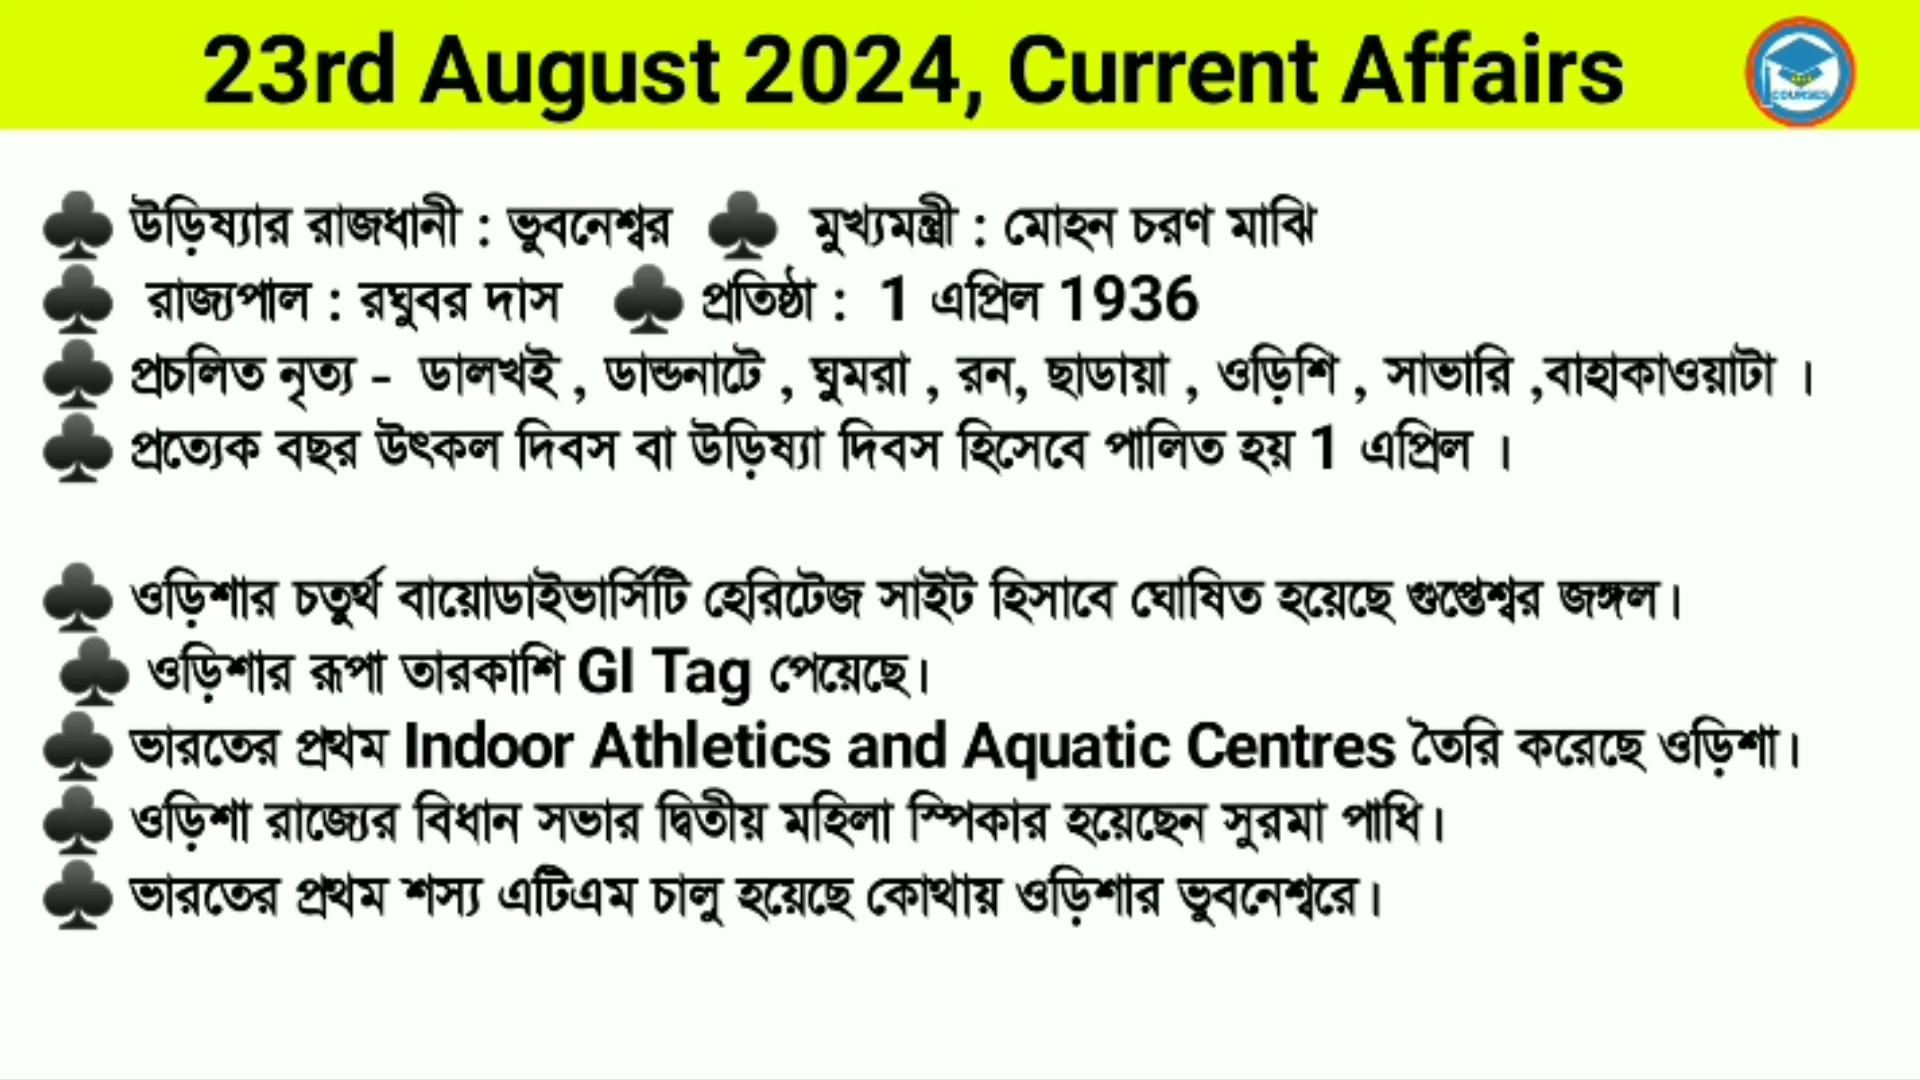 23rd August 2024, Current Affairs
COURSES
♣ উড়িষ্যার রাজধানী : ভুবনেশ্বর ♣ মুখ্যমন্ত্রী : মোহন চরণ মাঝি
♣ রাজ্যপাল : রঘুবর দাস ♣ প্রতিষ্ঠা : 1 এপ্রিল 1936
♣ প্রচলিত নৃত্য - ডালখই , ডান্ডনাটে , ঘুমরা , রন, ছাডায়া , ওড়িশি , সাভারি ,বাহাকাওয়াটা ।
♣ প্রত্যেক বছর উৎকল দিবস বা উড়িষ্যা দিবস হিসেবে পালিত হয় 1 এপ্রিল ।
♣ ওড়িশার চতুর্থ বায়োডাইভার্সিটি হেরিটেজ সাইট হিসাবে ঘোষিত হয়েছে গুপ্তেশ্বর জঙ্গল।
♣ ওড়িশার রূপা তারকাশি GI Tag পেয়েছে।
♣ ভারতের প্রথম Indoor Athletics and Aquatic Centres তৈরি করেছে ওড়িশা।
♣ ওড়িশা রাজ্যের বিধান সভার দ্বিতীয় মহিলা স্পিকার হয়েছেন সুরমা পাধি।
♣ ভারতের প্রথম শস্য এটিএম চালু হয়েছে কোথায় ওড়িশার ভুবনেশ্বরে।